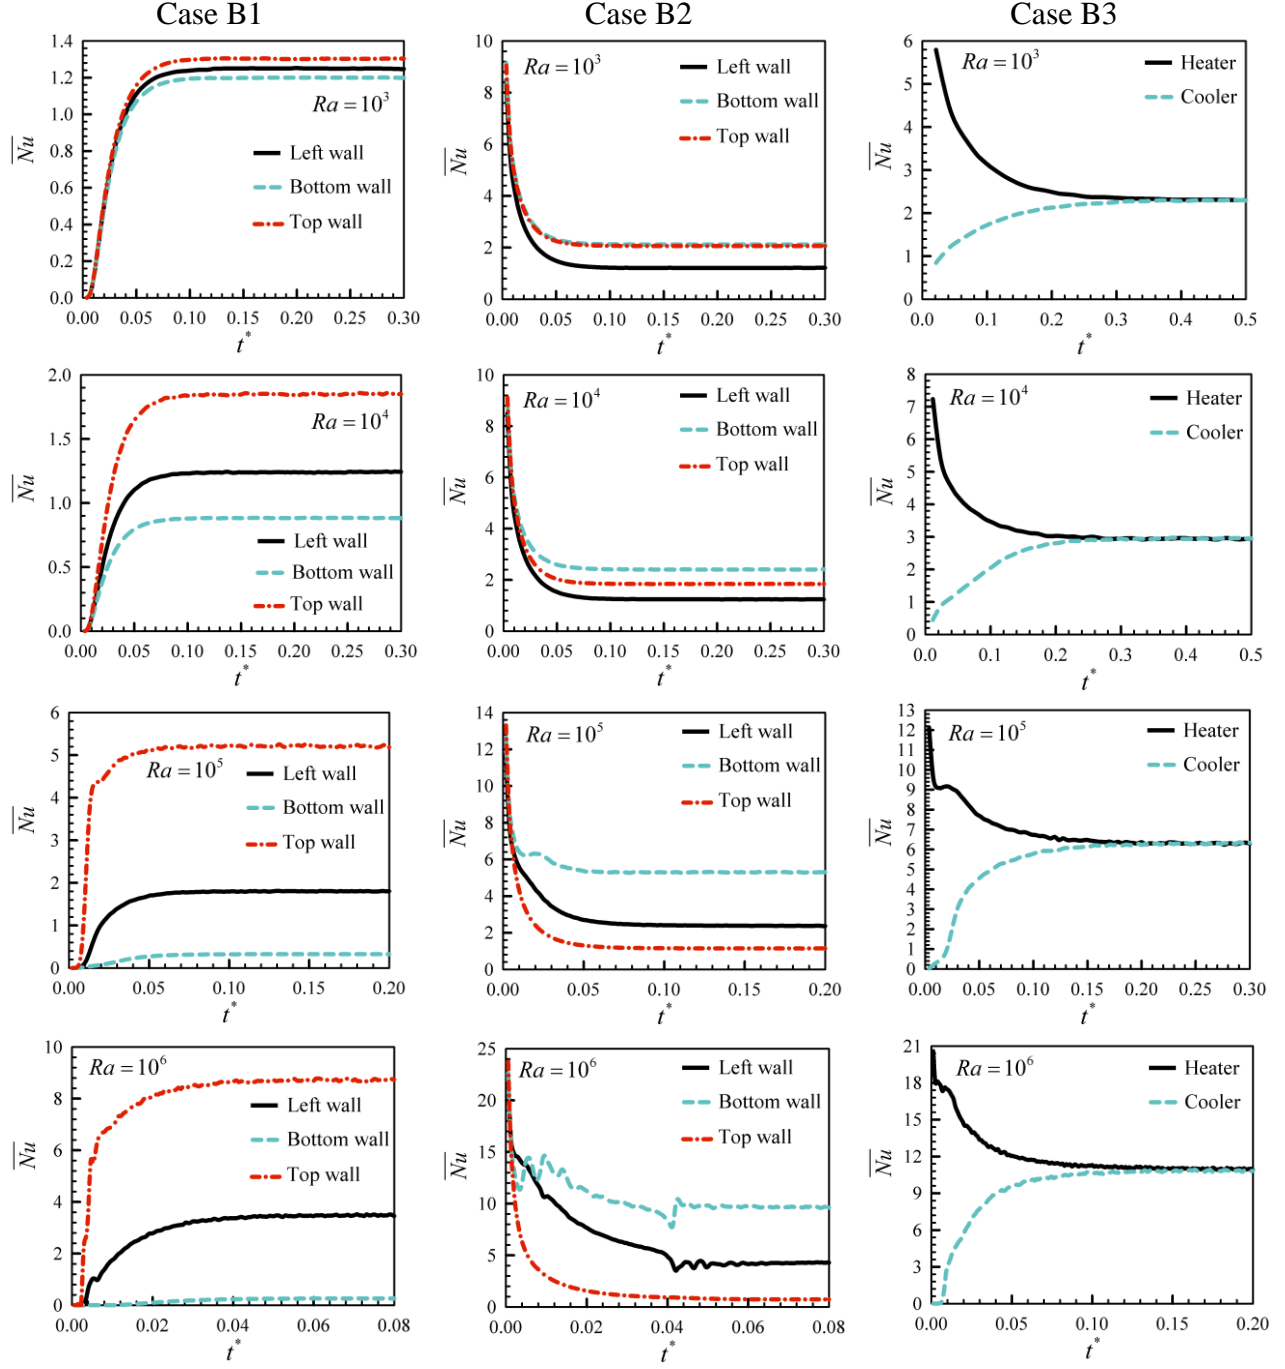 Case B1
Case B2
Case B3
1.4
1.2
1.0
0.8
0.6
0.4
0.2
0.0
Nu
Ra = 10³
Left wall
Bottom wall
Top wall
0.00 0.05 0.10 0.15 0.20 0.25 0.30
t*
10
8
6
4
2
0
Nu
Ra = 10³
Left wall
Bottom wall
Top wall
0.00 0.05 0.10 0.15 0.20 0.25 0.30
t*
6
5
4
3
2
1
0
Nu
Ra = 10³
Heater
Cooler
0.0 0.1 0.2 0.3 0.4 0.5
t*
2.0
1.5
1.0
0.5
0.0
Nu
Ra = 10⁴
Left wall
Bottom wall
Top wall
0.00 0.05 0.10 0.15 0.20 0.25 0.30
t*
10
8
6
4
2
0
Nu
Ra = 10⁴
Left wall
Bottom wall
Top wall
0.00 0.05 0.10 0.15 0.20 0.25 0.30
t*
8
7
6
5
4
3
2
1
0
Nu
Ra = 10⁴
Heater
Cooler
0.0 0.1 0.2 0.3 0.4 0.5
t*
6
5
4
3
2
1
0
Nu
Ra = 10⁵
Left wall
Bottom wall
Top wall
0.00 0.05 0.10 0.15 0.20
t*
14
12
10
8
6
4
2
0
Nu
Ra = 10⁵
Left wall
Bottom wall
Top wall
0.00 0.05 0.10 0.15 0.20
t*
13
12
11
10
9
8
7
6
5
4
3
2
1
0
Nu
Ra = 10⁵
Heater
Cooler
0.00 0.05 0.10 0.15 0.20 0.25 0.30
t*
10
8
6
4
2
0
Nu
Ra = 10⁶
Left wall
Bottom wall
Top wall
0.00 0.02 0.04 0.06 0.08
t*
25
20
15
10
5
0
Nu
Ra = 10⁶
Left wall
Bottom wall
Top wall
0.00 0.02 0.04 0.06 0.08
t*
21
18
15
12
9
6
3
0
Nu
Ra = 10⁶
Heater
Cooler
0.00 0.05 0.10 0.15 0.20
t*